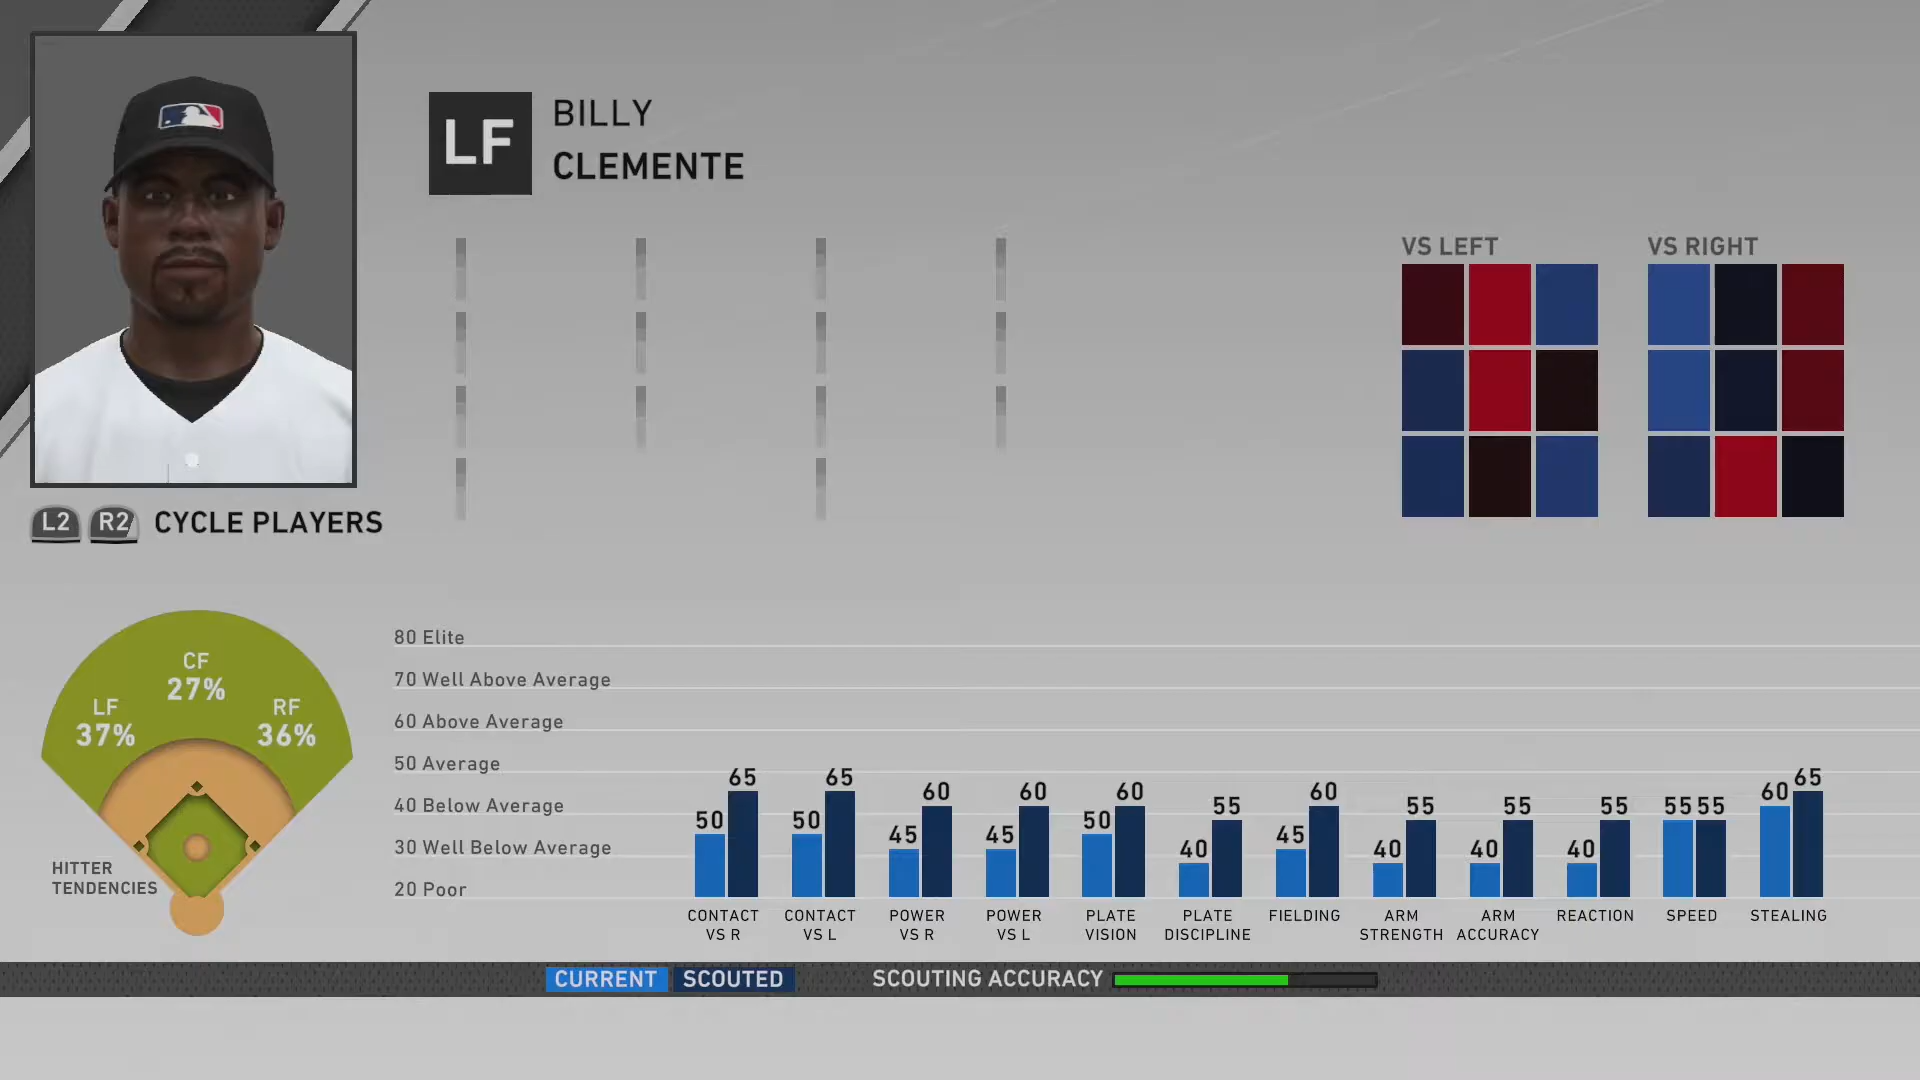 LF
BILLY
CLEMENTE
VS LEFT
VS RIGHT
L2 R2 CYCLE PLAYERS
CF
27%
LF
37%
RF
36%
HITTER
TENDENCIES
80 Elite
70 Well Above Average
60 Above Average
50 Average
40 Below Average
30 Well Below Average
20 Poor
50 65 50 65 45 60 45 60 50 60 40 55 45 60 40 55 40 55 40 55 55 55 60 65
CONTACT VS R
CONTACT VS L
POWER VS R
POWER VS L
PLATE VISION
PLATE DISCIPLINE
FIELDING
ARM STRENGTH
ARM ACCURACY
REACTION
SPEED
STEALING
CURRENT SCOUTED SCOUTING ACCURACY